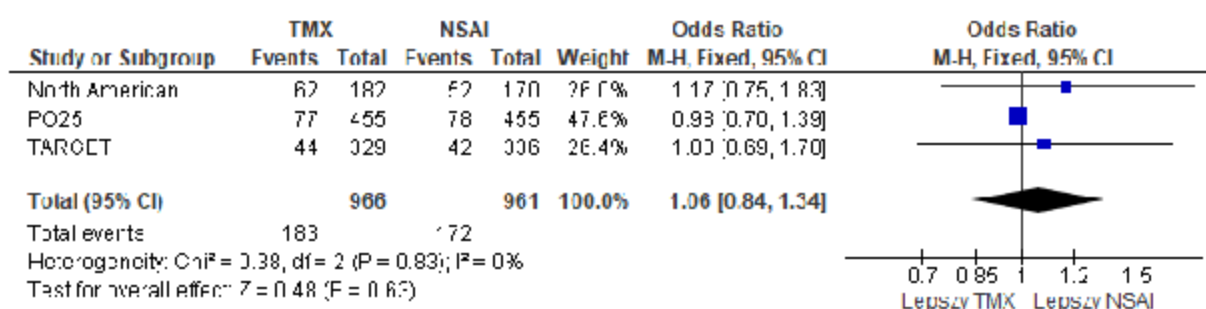 TMX NSAI Odds Ratio Odds Ratio
Study or Subgroup Events Total Events Total Weight M-H, Fixed, 95% CI M-H, Fixed, 95% CI
North American 62 182 52 170 26.0% 1.17 [0.75, 1.83]
PO25 77 455 78 455 47.6% 0.98 [0.70, 1.39]
TARGET 44 329 42 336 26.4% 1.08 [0.69, 1.70]
Total (95% CI) 966 961 100.0% 1.06 [0.84, 1.34]
Total events 183 172
Heterogeneity: Chi² = 0.38, df = 2 (P = 0.83); I² = 0%
Test for overall effect: Z = 0.48 (P = 0.63)
0.7 0.85 1 1.2 1.5
Lepszy TMX Lepszy NSAI